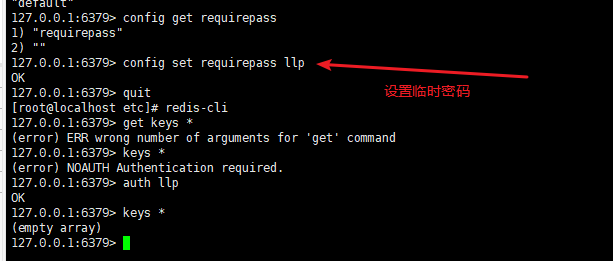 "default"
127.0.0.1:6379> config get requirepass
1) "requirepass"
2) ""
127.0.0.1:6379> config set requirepass llp
OK
设置临时密码
127.0.0.1:6379> quit
[root@localhost etc]# redis-cli
127.0.0.1:6379> get keys *
(error) ERR wrong number of arguments for 'get' command
127.0.0.1:6379> keys *
(error) NOAUTH Authentication required.
127.0.0.1:6379> auth llp
OK
127.0.0.1:6379> keys *
(empty array)
127.0.0.1:6379>